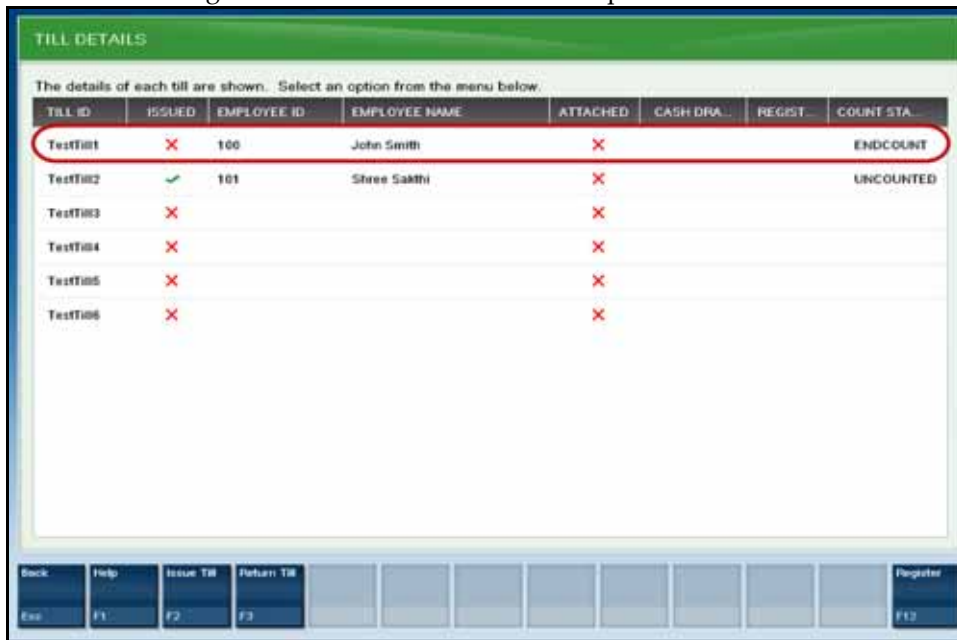 TILL DETAILS
The details of each till are shown. Select an option from the menu below.
TILL ID ISSUED EMPLOYEE ID EMPLOYEE NAME ATTACHED CASH DRA... REGIST... COUNT STA...
TestTill1 100 John Smith ENDCOUNT
TestTill2 101 Shree Sakthi UNCOUNTED
TestTill3
TestTill4
TestTill5
TestTill6
Back Help Issue Till Return Till Register
Esc F1 F2 F3 F12